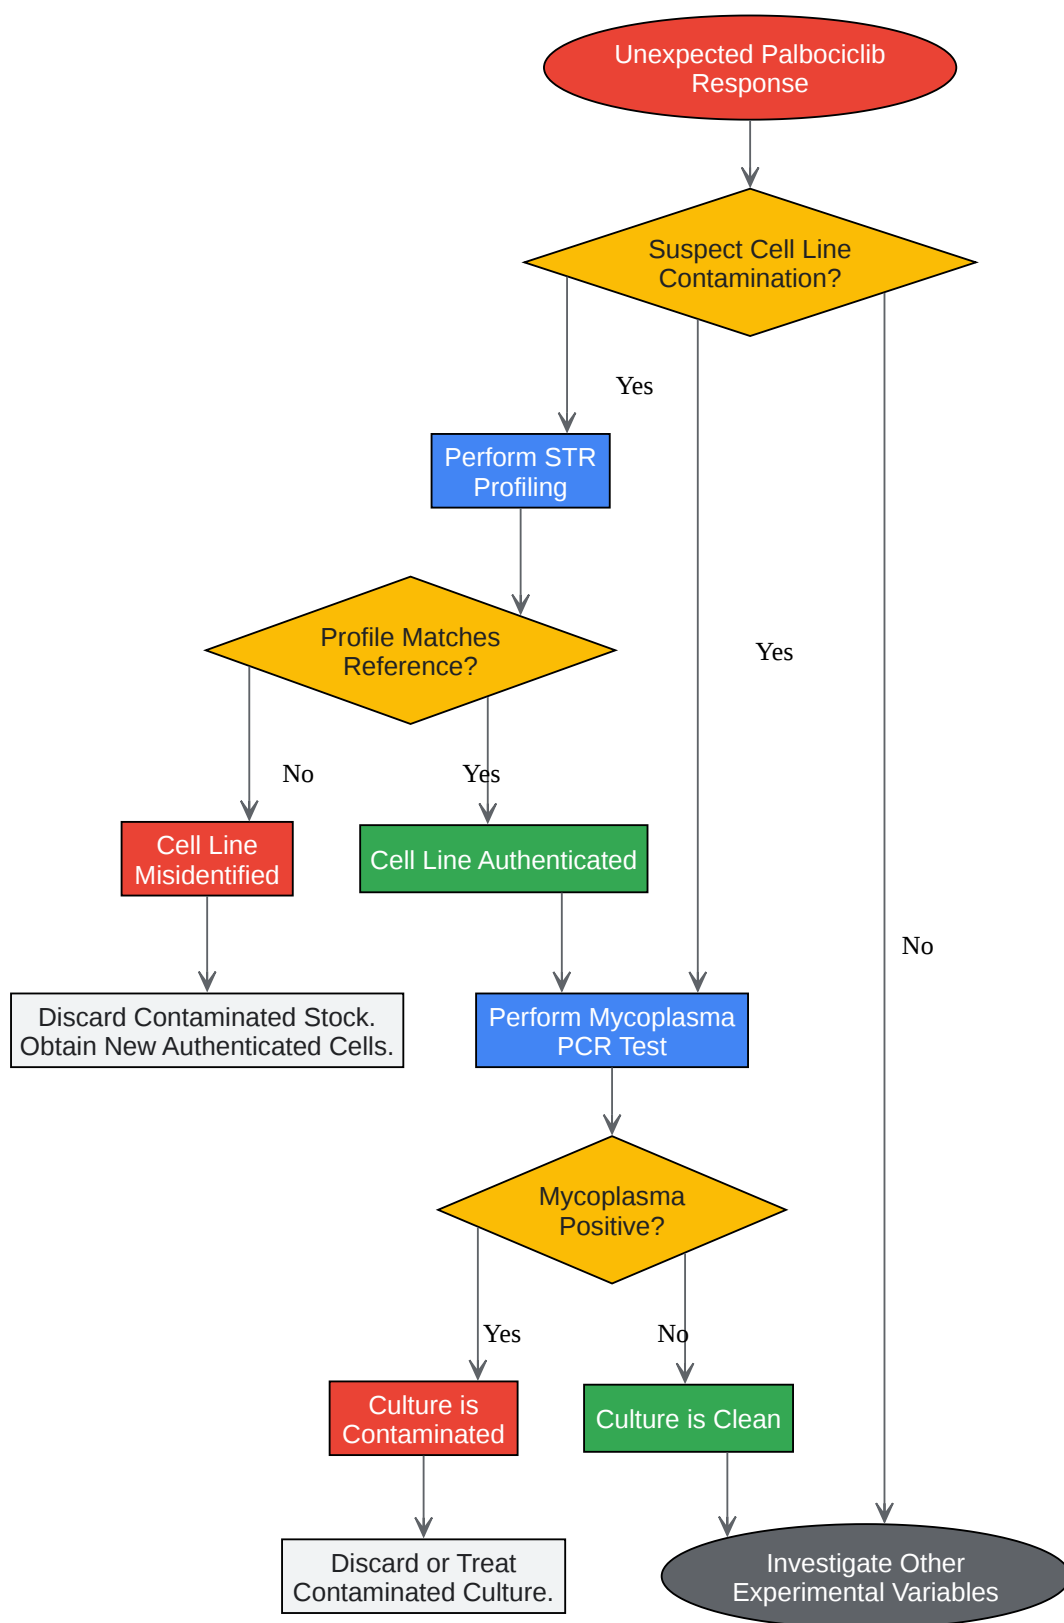 Unexpected Palbociclib
Response
Suspect Cell Line
Contamination?
Yes
Perform STR
Profiling
Profile Matches
Reference?
Yes
No
Yes
Cell Line
Misidentified
Cell Line Authenticated
No
Discard Contaminated Stock.
Obtain New Authenticated Cells.
Perform Mycoplasma
PCR Test
Mycoplasma
Positive?
Yes
No
Culture is
Contaminated
Culture is Clean
Discard or Treat
Contaminated Culture.
Investigate Other
Experimental Variables